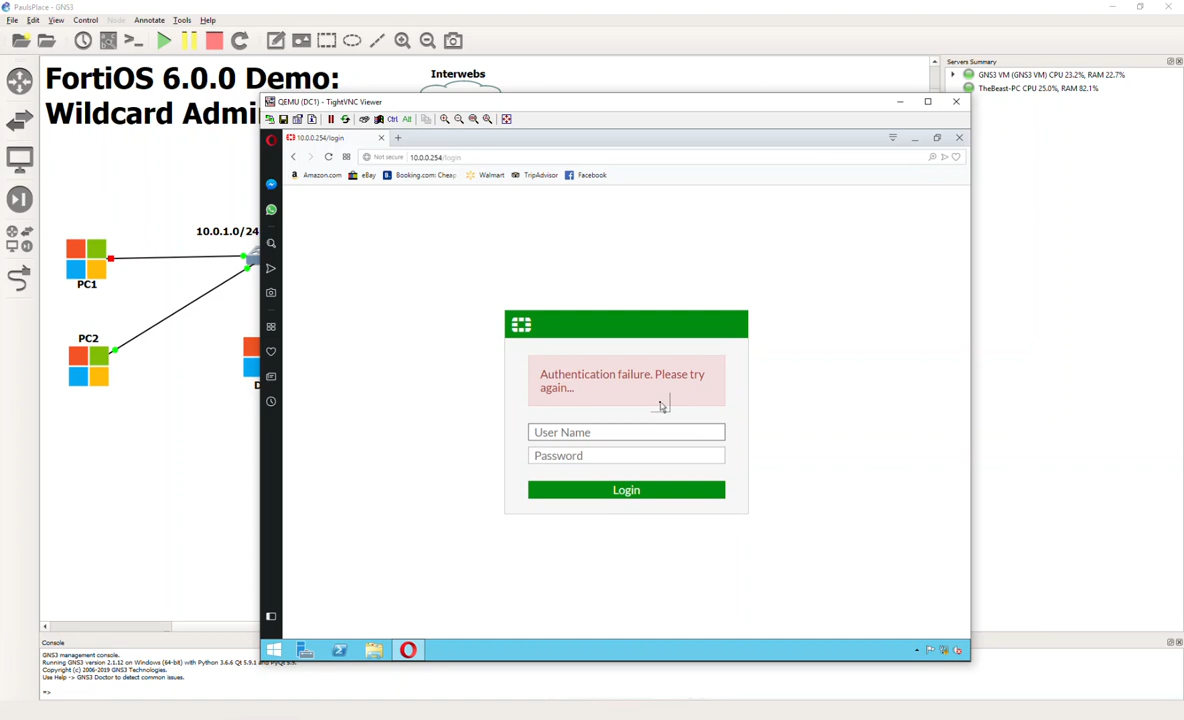 PaulsPlace - GNS3
File Edit View Control Node Annotate Tools Help
FortiOS 6.0.0 Demo:
Wildcard Admi
Interwebs
Servers Summary
GNS3 VM (GNS3 VM) CPU 23.2%, RAM 22.7%
TheBeast-PC CPU 25.0%, RAM 82.1%
QEMU (DC1) - TightVNC Viewer
Ctrl Alt
10.0.0.254/login
Not secure 10.0.0.254/login
Amazon.com eBay Booking.com: Cheap Walmart TripAdvisor Facebook
10.0.1.0/24
PC1
PC2
D
Authentication failure. Please try
again...
User Name
Password
Login
Console
GNS3 management console.
Running GNS3 version 2.1.12 on Windows (64-bit) with Python 3.6.6 Qt 5.9.1 and PyQt 5.9.
Copyright (c) 2006-2019 GNS3 Technologies.
Use Help -> GNS3 Doctor to detect common issues.
=>